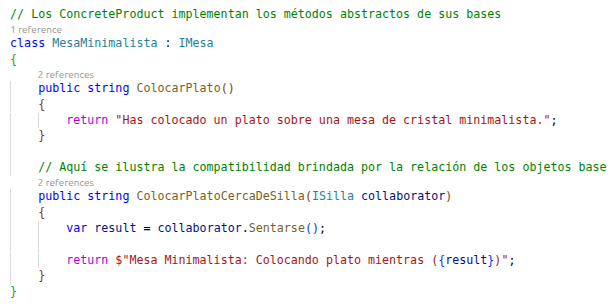 // Los ConcreteProduct implementan los métodos abstractos de sus bases
1 reference
class MesaMinimalista : IMesa
{
2 references
public string ColocarPlato()
{
return "Has colocado un plato sobre una mesa de cristal minimalista.";
}
// Aquí se ilustra la compatibilidad brindada por la relación de los objetos base
2 references
public string ColocarPlatoCercaDeSilla(ISilla colaborator)
{
var result = colaborator.Sentarse();
return $"Mesa Minimalista: Colocando plato mientras ({result})";
}
}